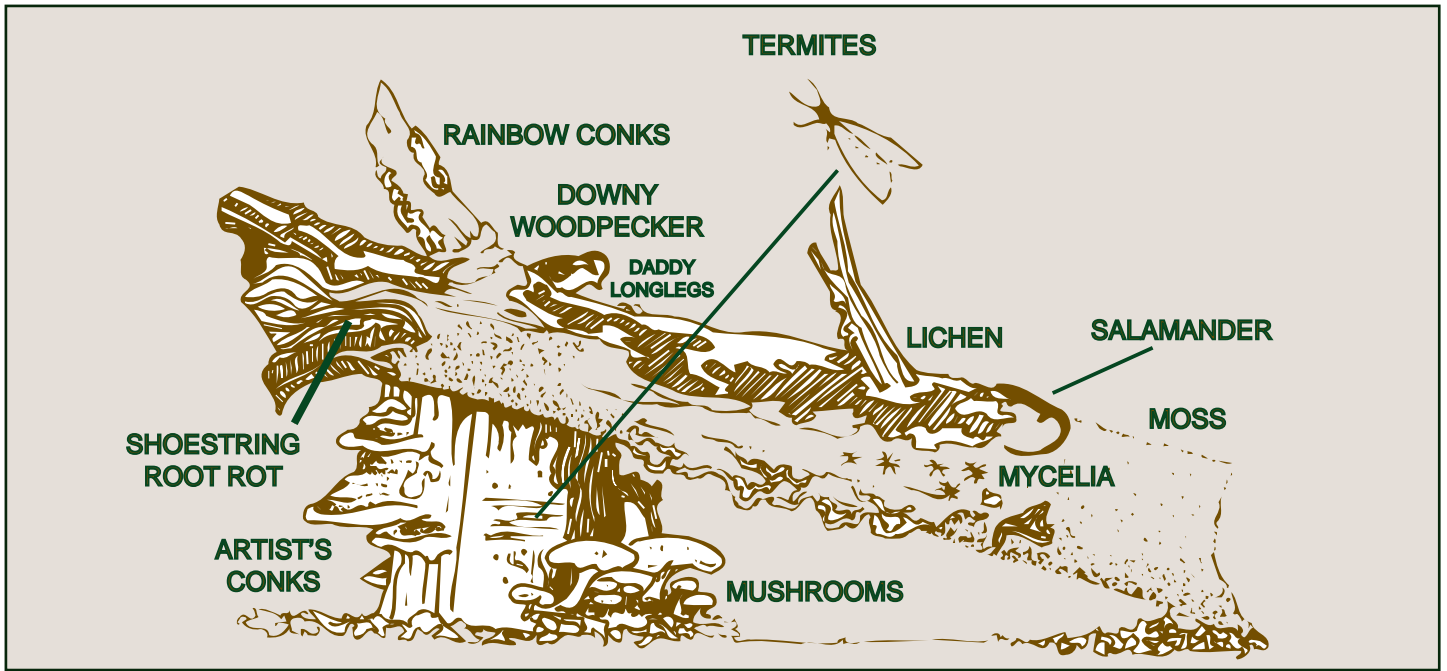 TERMITES
RAINBOW CONKS
DOWNY
WOODPECKER
DADDY
LONGLEGS
LICHEN
SALAMANDER
MOSS
SHOESTRING
ROOT ROT
MYCELIA
ARTIST'S
CONKS
MUSHROOMS